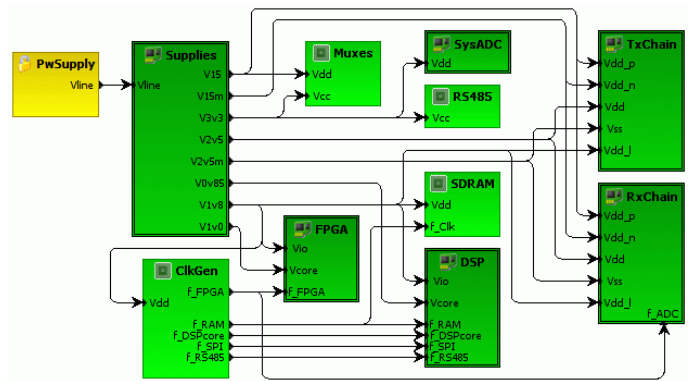 PwSupply
Vline
Supplies
Vline
V15
V15m
V3v3
V2v5
V2v5m
V0v85
V1v8
V1v0
Muxes
Vdd
Vcc
SysADC
Vdd
RS485
Vcc
TxChain
Vdd_p
Vdd_n
Vdd
Vss
Vdd_l
SDRAM
Vdd
f_Clk
RxChain
Vdd_p
Vdd_n
Vdd
Vss
Vdd_l
f_ADC
FPGA
Vio
Vcore
f_FPGA
DSP
Vio
Vcore
f_RAM
f_DSPcore
f_SPI
f_RS485
ClkGen
Vdd
f_FPGA
f_RAM
f_DSPcore
f_SPI
f_RS485